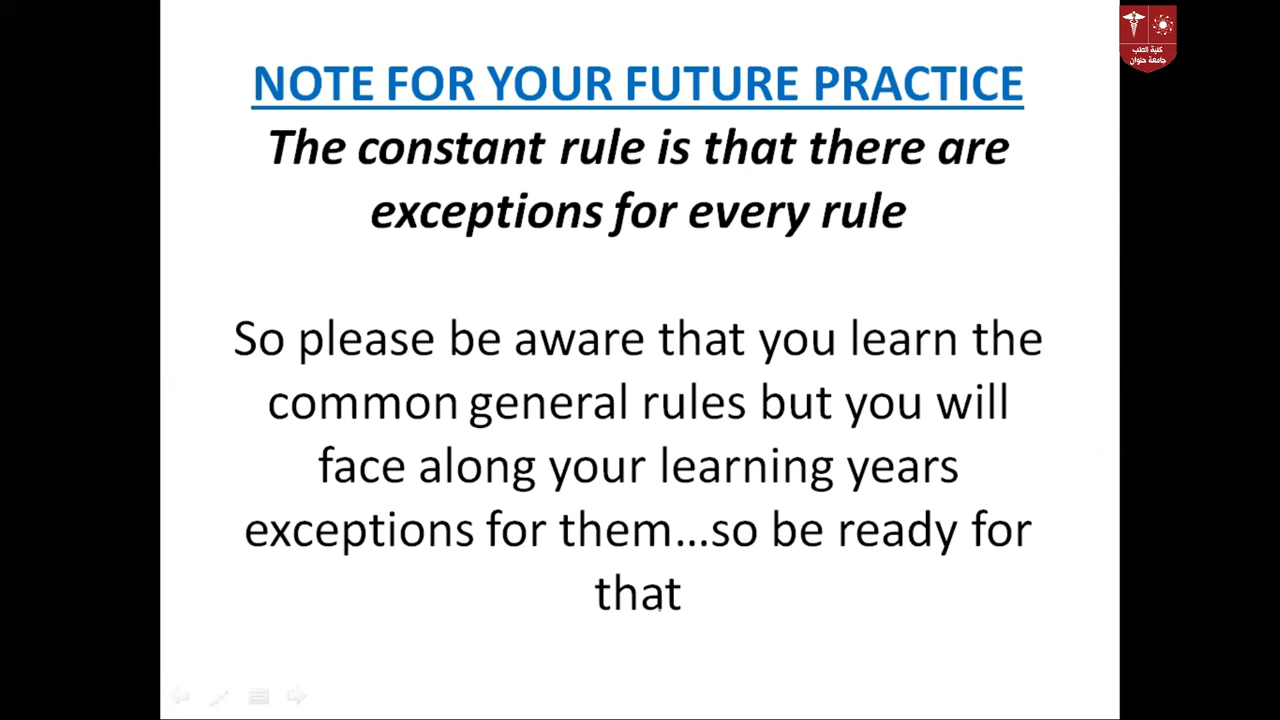 كلية الطب
جامعة حلوان
NOTE FOR YOUR FUTURE PRACTICE
The constant rule is that there are
exceptions for every rule
So please be aware that you learn the
common general rules but you will
face along your learning years
exceptions for them...so be ready for
that